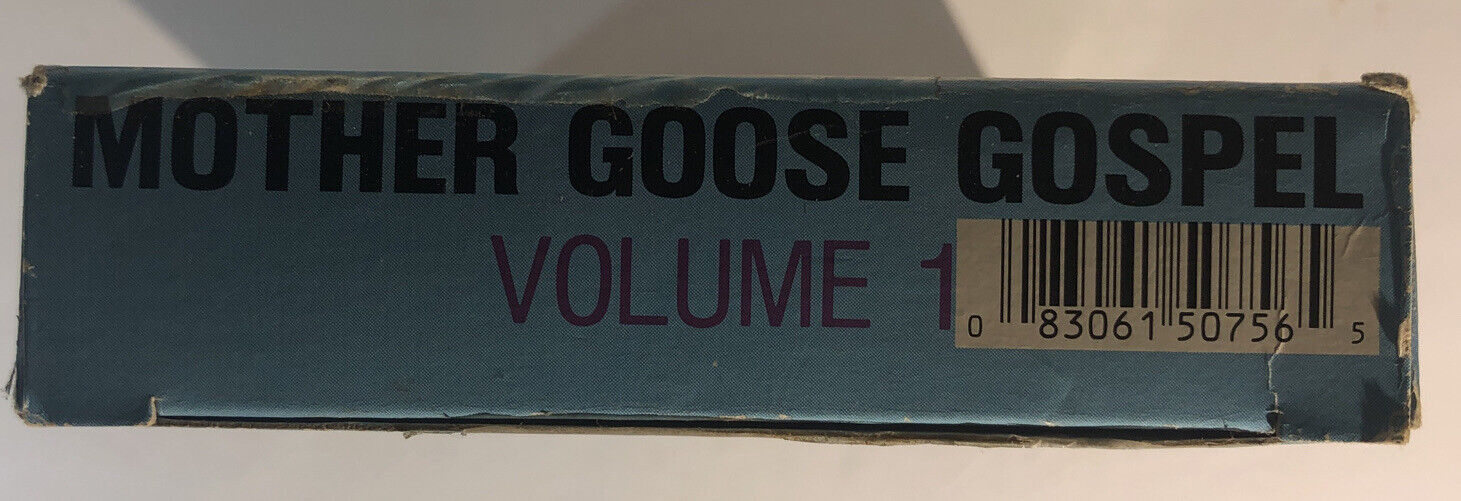 MOTHER GOOSE GOSPEL
VOLUME 1
0 83061 50756 5